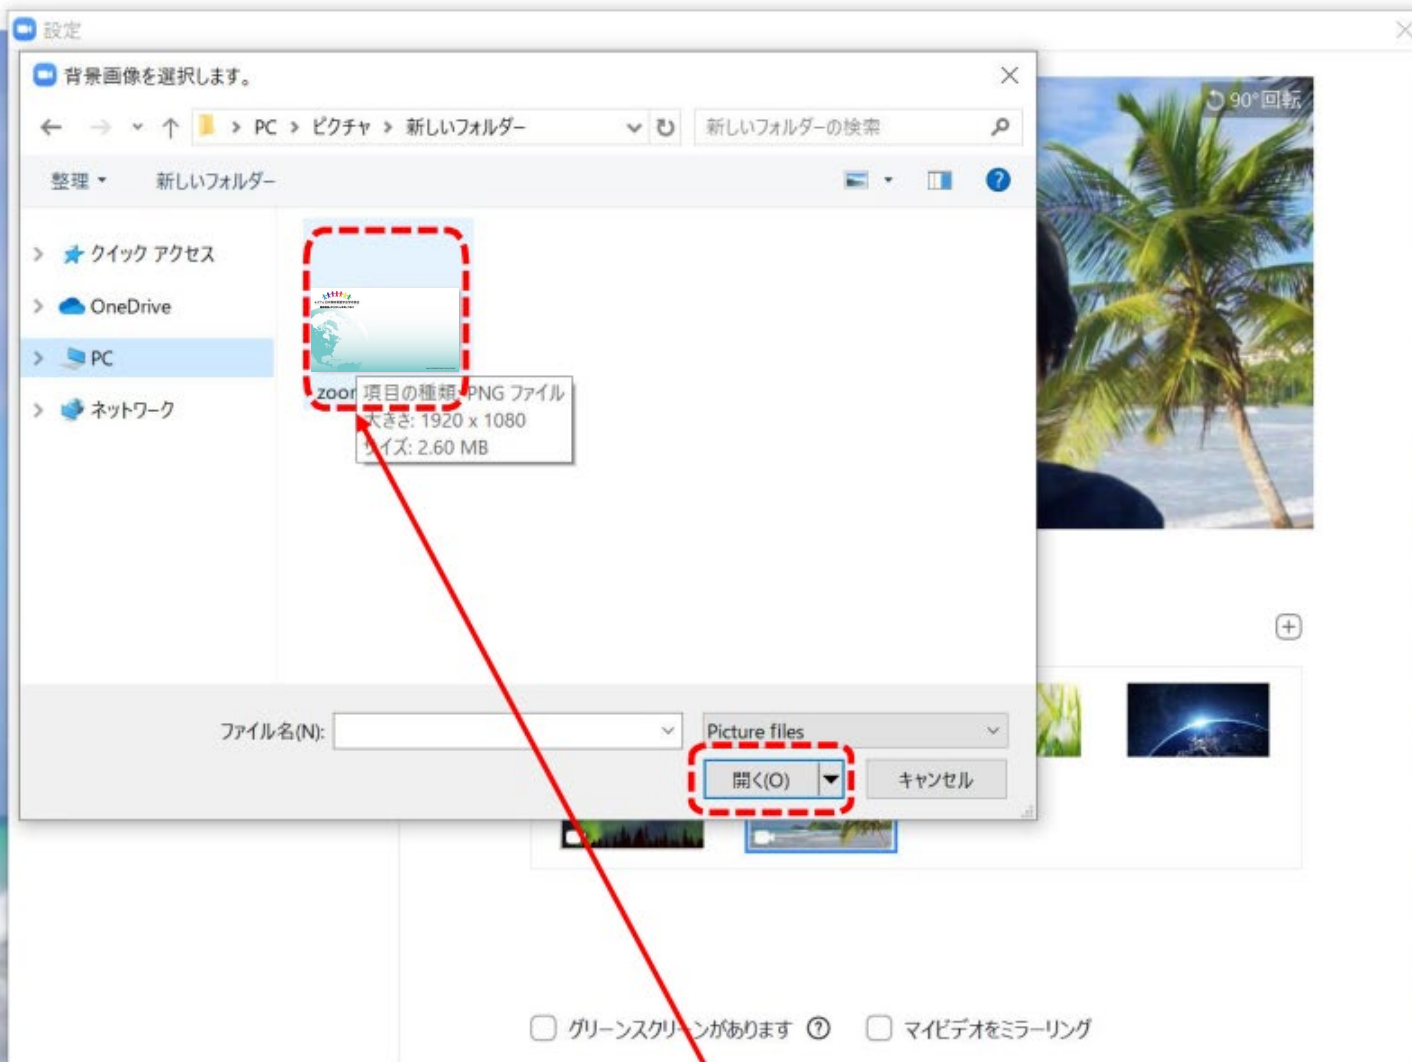 設定
背景画像を選択します。
90°回転
PC > ピクチャ > 新しいフォルダー
新しいフォルダーの検索
整理
新しいフォルダー
クイック アクセス
OneDrive
PC
ネットワーク
項目の種類: PNG ファイル
大きさ: 1920 x 1080
サイズ: 2.60 MB
ファイル名(N):
Picture files
開く(O)
キャンセル
グリーンスクリーンがあります
マイビデオをミラーリング